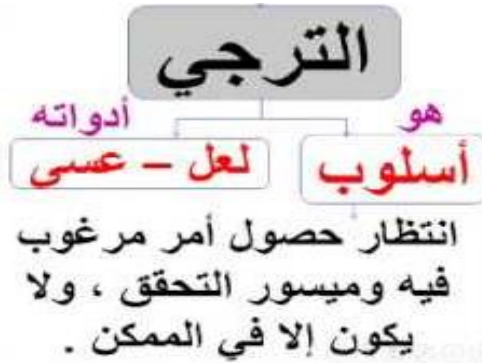 الترجي
هو
أدواته
أسلوب
لعل – عسى
انتظار حصول أمر مرغوب
فيه وميسور التحقق ، ولا
يكون إلا في الممكن .